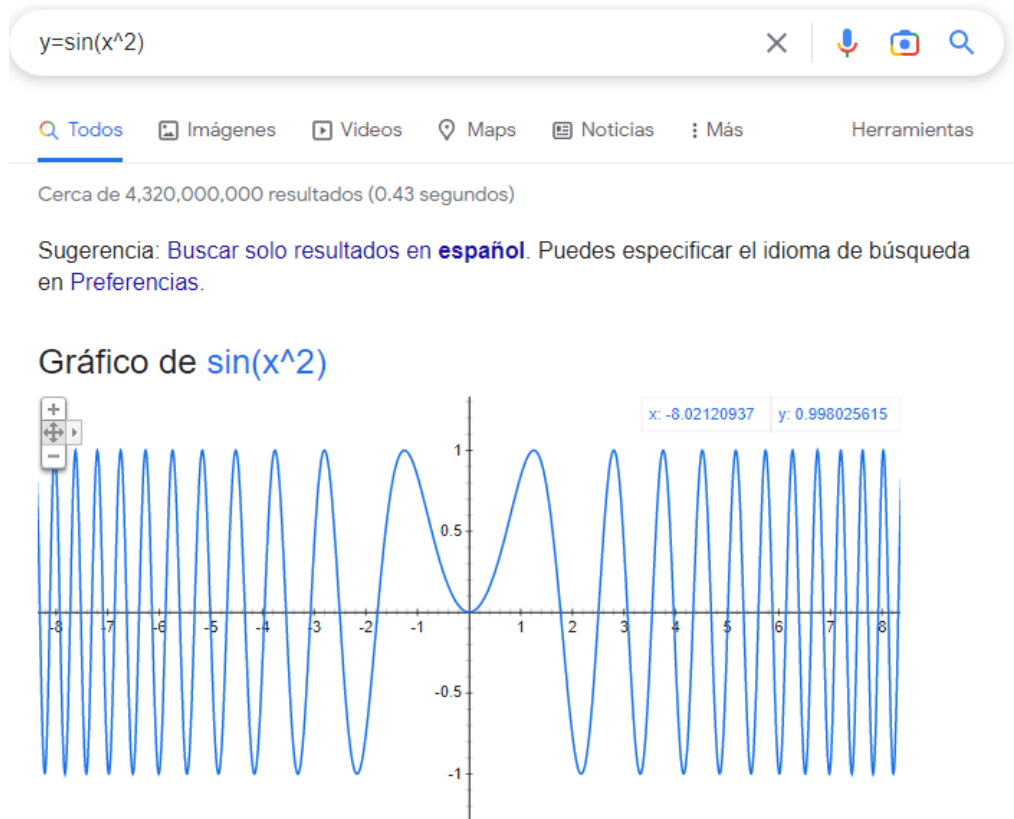 y=sin(x^2)
Todos Imágenes Videos Maps Noticias Más Herramientas
Cerca de 4,320,000,000 resultados (0.43 segundos)
Sugerencia: Buscar solo resultados en español. Puedes especificar el idioma de búsqueda
en Preferencias.
Gráfico de sin(x^2)
x: -8.02120937 y: 0.998025615
1
0.5
-8 -7 -6 -5 -4 -3 -2 -1 1 2 3 4 5 6 7 8
-0.5
-1